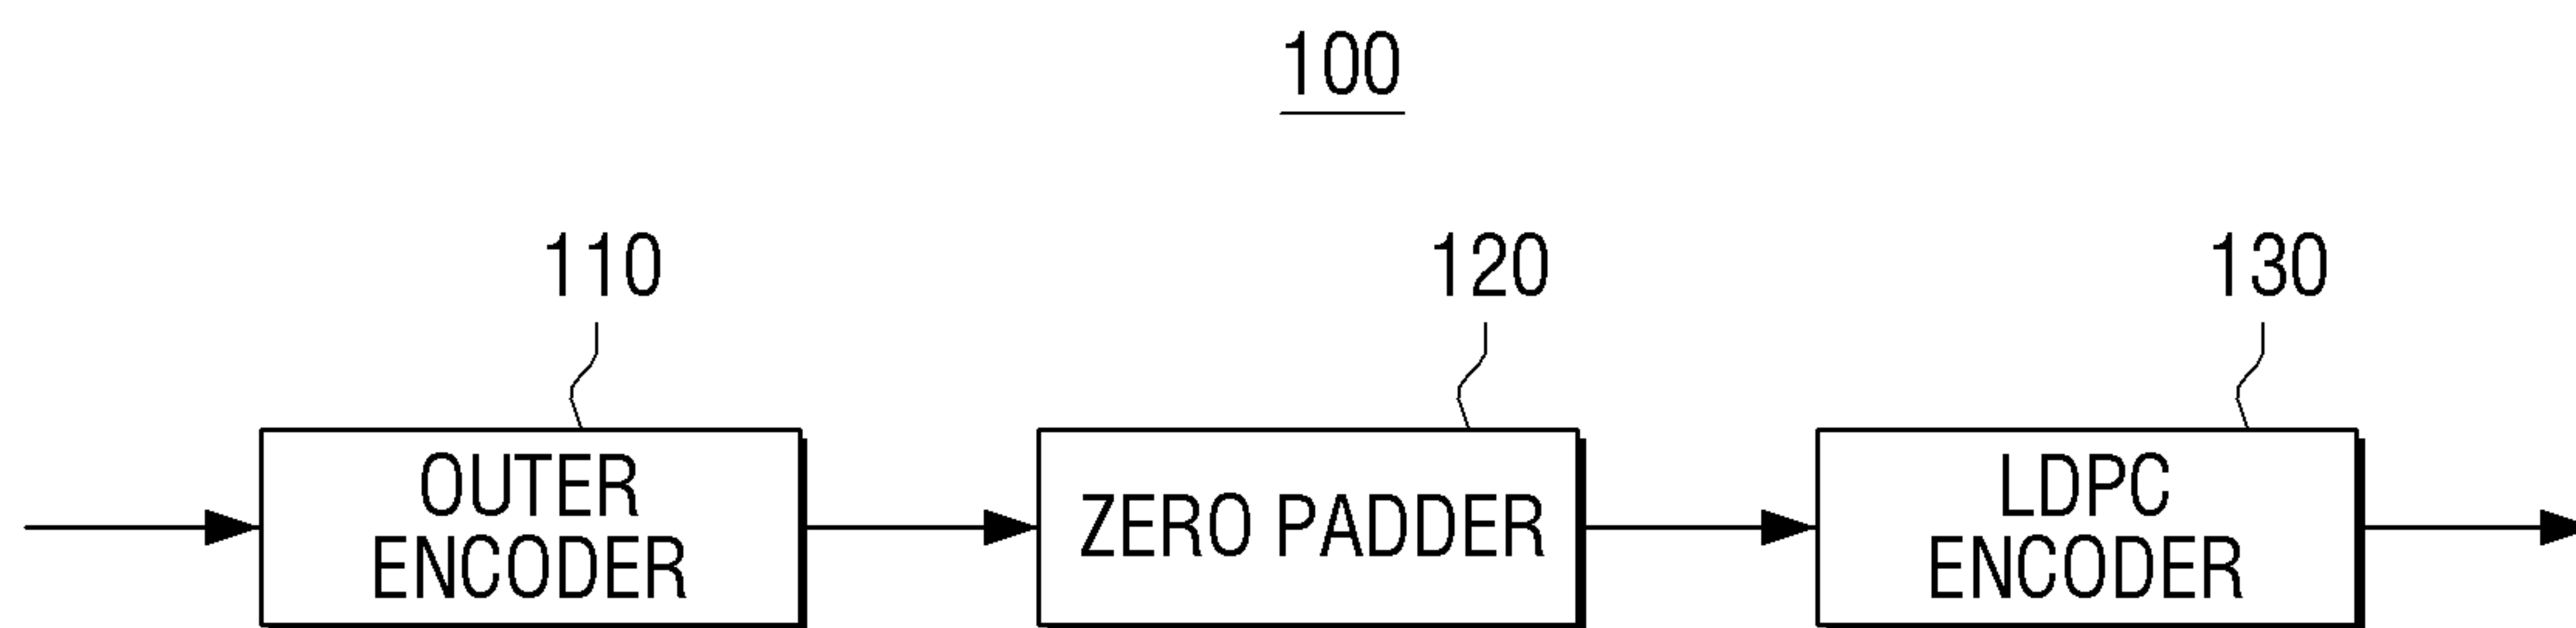 100
110
120
130
OUTER
ENCODER
ZERO PADDER
LDPC
ENCODER